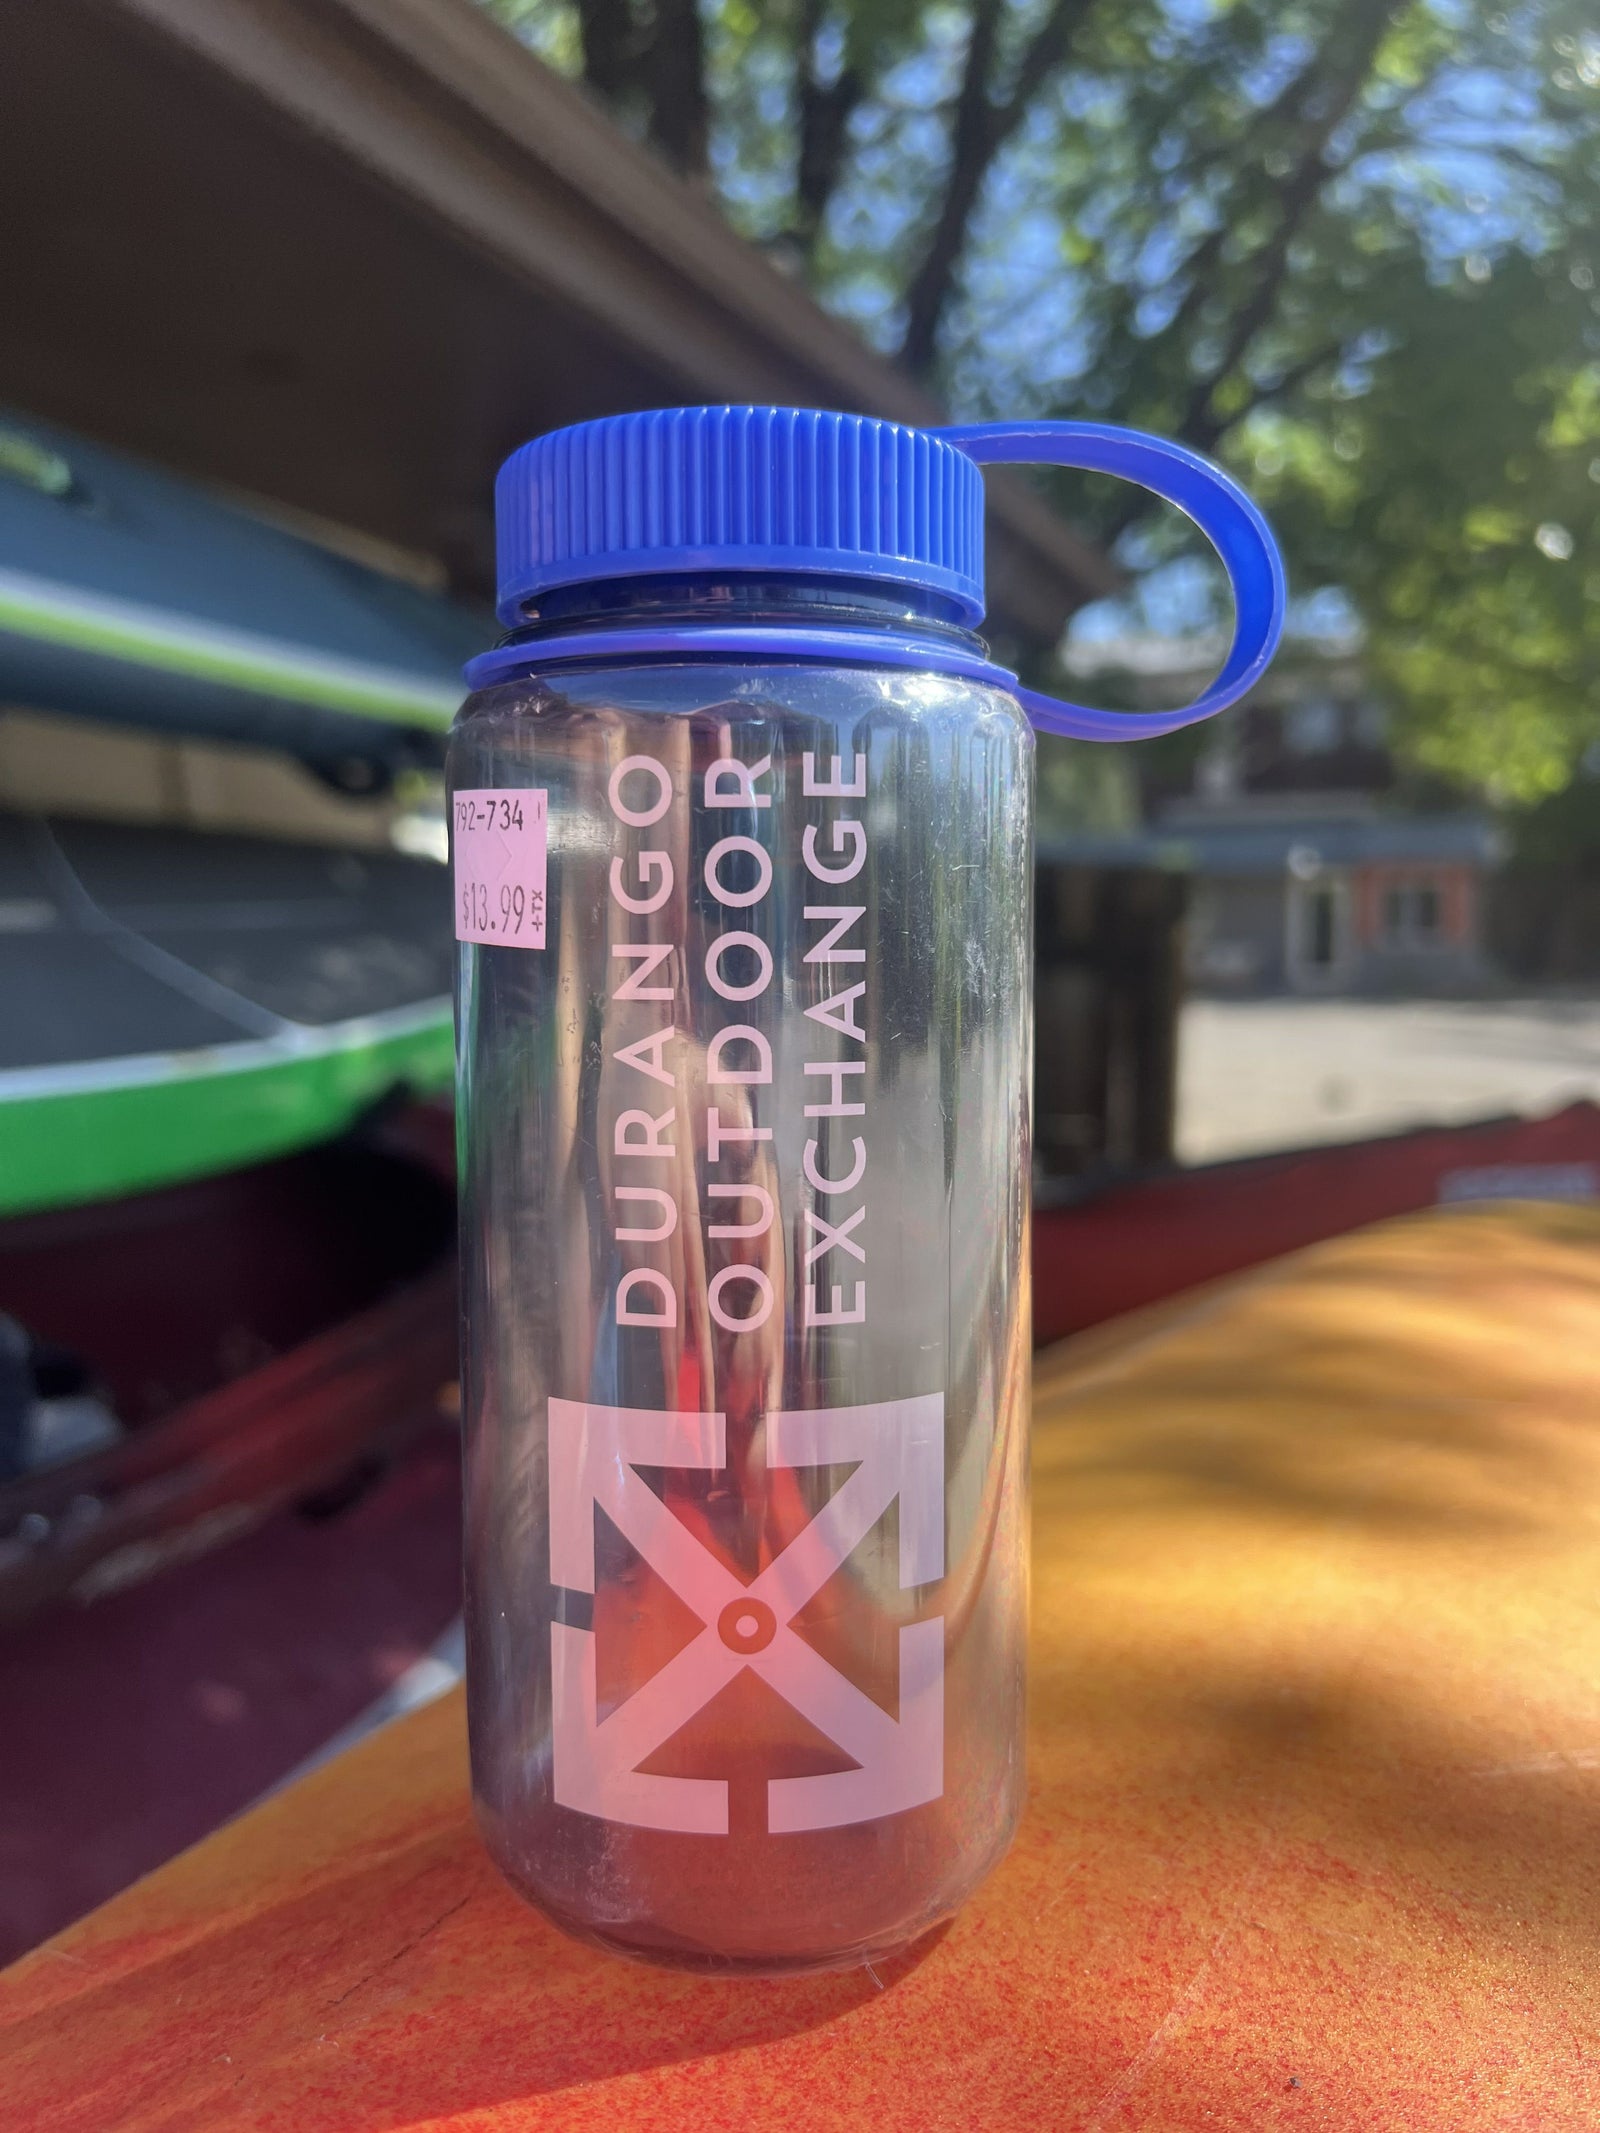 792-734
$13.99 +TX
DURANGO
OUTDOOR
EXCHANGE